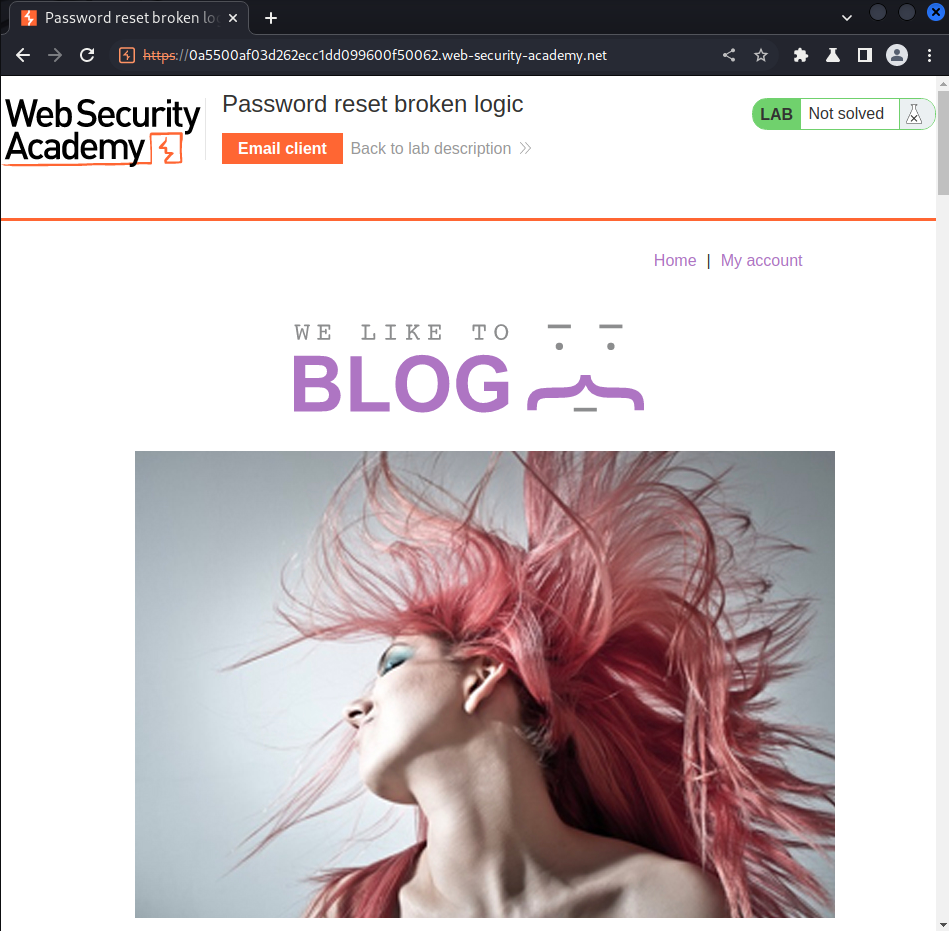 Password reset broken lo
https://0a5500af03d262ecc1dd099600f50062.web-security-academy.net
Web Security
Academy
Password reset broken logic
Email client
Back to lab description
LAB
Not solved
Home | My account
WE LIKE TO
BLOG